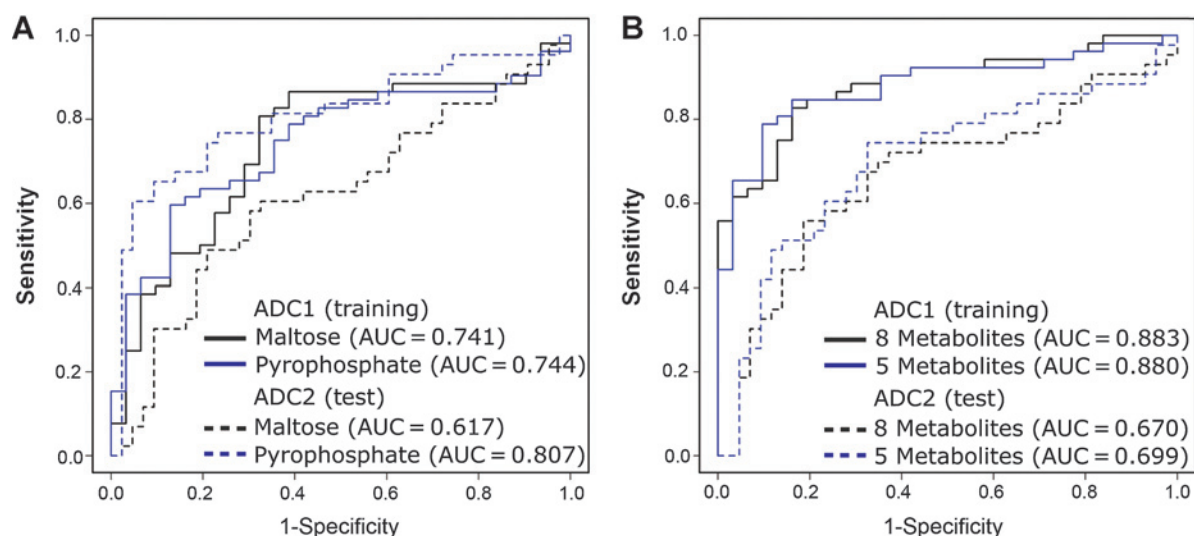 A
1.0
0.8
0.6
0.4
0.2
0.0
Sensitivity
ADC1 (training)
Maltose (AUC = 0.741)
Pyrophosphate (AUC = 0.744)
ADC2 (test)
Maltose (AUC = 0.617)
Pyrophosphate (AUC = 0.807)
0.0 0.2 0.4 0.6 0.8 1.0
1-Specificity
B
1.0
0.8
0.6
0.4
0.2
0.0
Sensitivity
ADC1 (training)
8 Metabolites (AUC = 0.883)
5 Metabolites (AUC = 0.880)
ADC2 (test)
8 Metabolites (AUC = 0.670)
5 Metabolites (AUC = 0.699)
0.0 0.2 0.4 0.6 0.8 1.0
1-Specificity